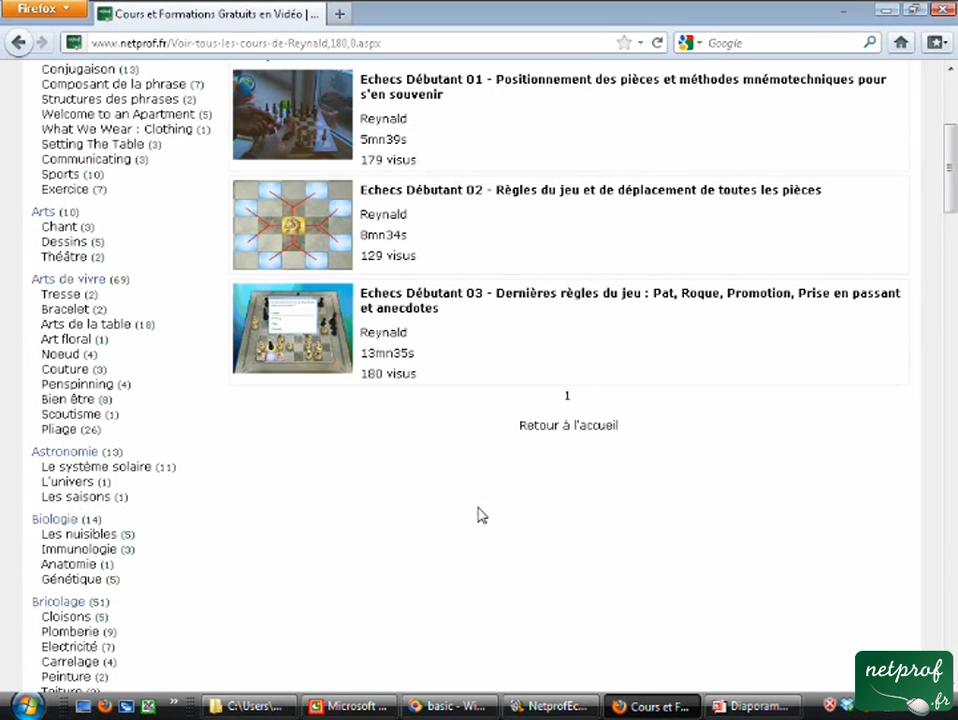 Firefox
Cours et Formations Gratuits en Vidéo | ...
www.netprof.fr/Voir-tous-les-cours-de-Reynald,180,0.aspx
Google
Conjugaison (13)
Composant de la phrase (7)
Structures des phrases (2)
Welcome to an Apartment (5)
What We Wear : Clothing (1)
Setting The Table (3)
Communicating (3)
Sports (10)
Exercice (7)
Arts (10)
Chant (3)
Dessins (5)
Théâtre (2)
Arts de vivre (69)
Tresse (2)
Bracelet (2)
Arts de la table (18)
Art floral (1)
Noeud (4)
Couture (3)
Penspinning (4)
Bien être (8)
Scoutisme (1)
Pliage (26)
Astronomie (13)
Le système solaire (11)
L'univers (1)
Les saisons (1)
Biologie (14)
Les nuisibles (5)
Immunologie (3)
Anatomie (1)
Génétique (5)
Bricolage (51)
Cloisons (5)
Plomberie (9)
Electricité (7)
Carrelage (4)
Peinture (2)
Echecs Débutant 01 - Positionnement des pièces et méthodes mnémotechniques pour
s'en souvenir
Reynald
5mn39s
179 visus
Echecs Débutant 02 - Règles du jeu et de déplacement de toutes les pièces
Reynald
8mn34s
129 visus
Echecs Débutant 03 - Dernières règles du jeu : Pat, Roque, Promotion, Prise en passant
et anecdotes
Reynald
13mn35s
180 visus
1
Retour à l'accueil
netprof
.fr
C:\Users\...
Microsoft ...
basic - Wi...
NetprofEc...
Cours et F...
Diaporam...